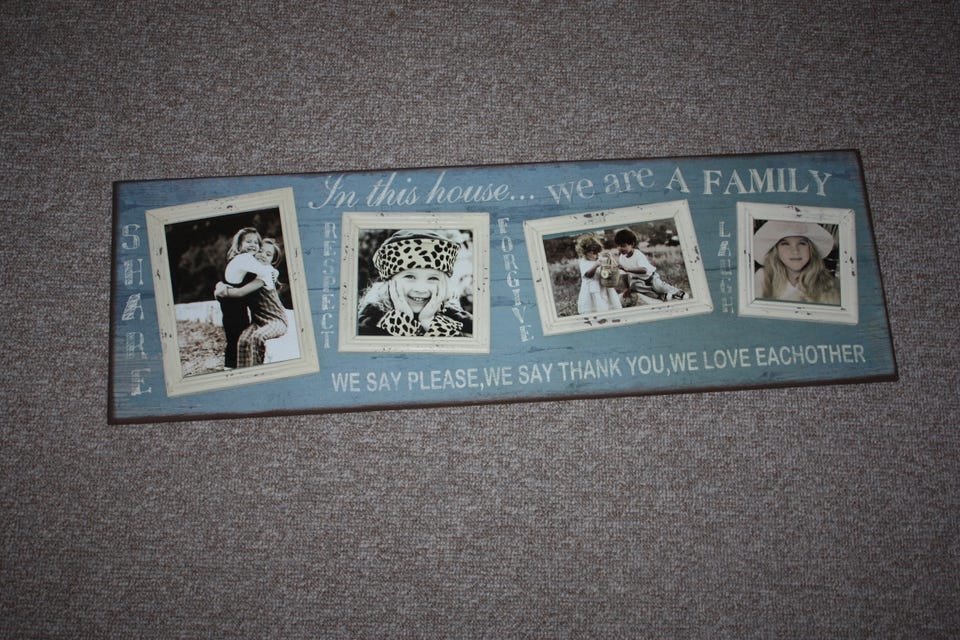 In this house... we are A FAMILY
SHARE
RESPECT
FORGIVE
LAUGH
WE SAY PLEASE,WE SAY THANK YOU,WE LOVE EACHOTHER